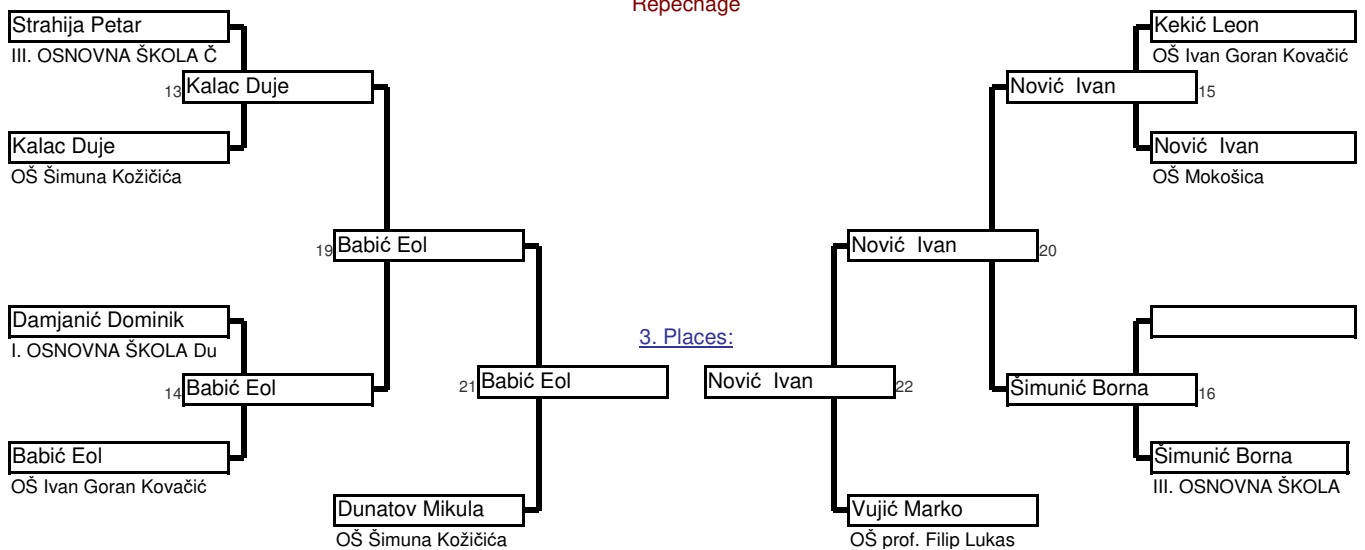 Repechage
Strahija Petar
III. OSNOVNA ŠKOLA Č
13 Kalac Duje
Kalac Duje
OŠ Šimuna Kožičića
19 Babić Eol
Damjanić Dominik
I. OSNOVNA ŠKOLA Du
14 Babić Eol
Babić Eol
OŠ Ivan Goran Kovačić
21 Babić Eol
Dunatov Mikula
OŠ Šimuna Kožičića
3. Places:
Kekić Leon
OŠ Ivan Goran Kovačić
Nović Ivan 15
Nović Ivan
OŠ Mokošica
Nović Ivan 20
Nović Ivan 22
Šimunić Borna 16
Šimunić Borna
III. OSNOVNA ŠKOLA
Vujić Marko
OŠ prof. Filip Lukas